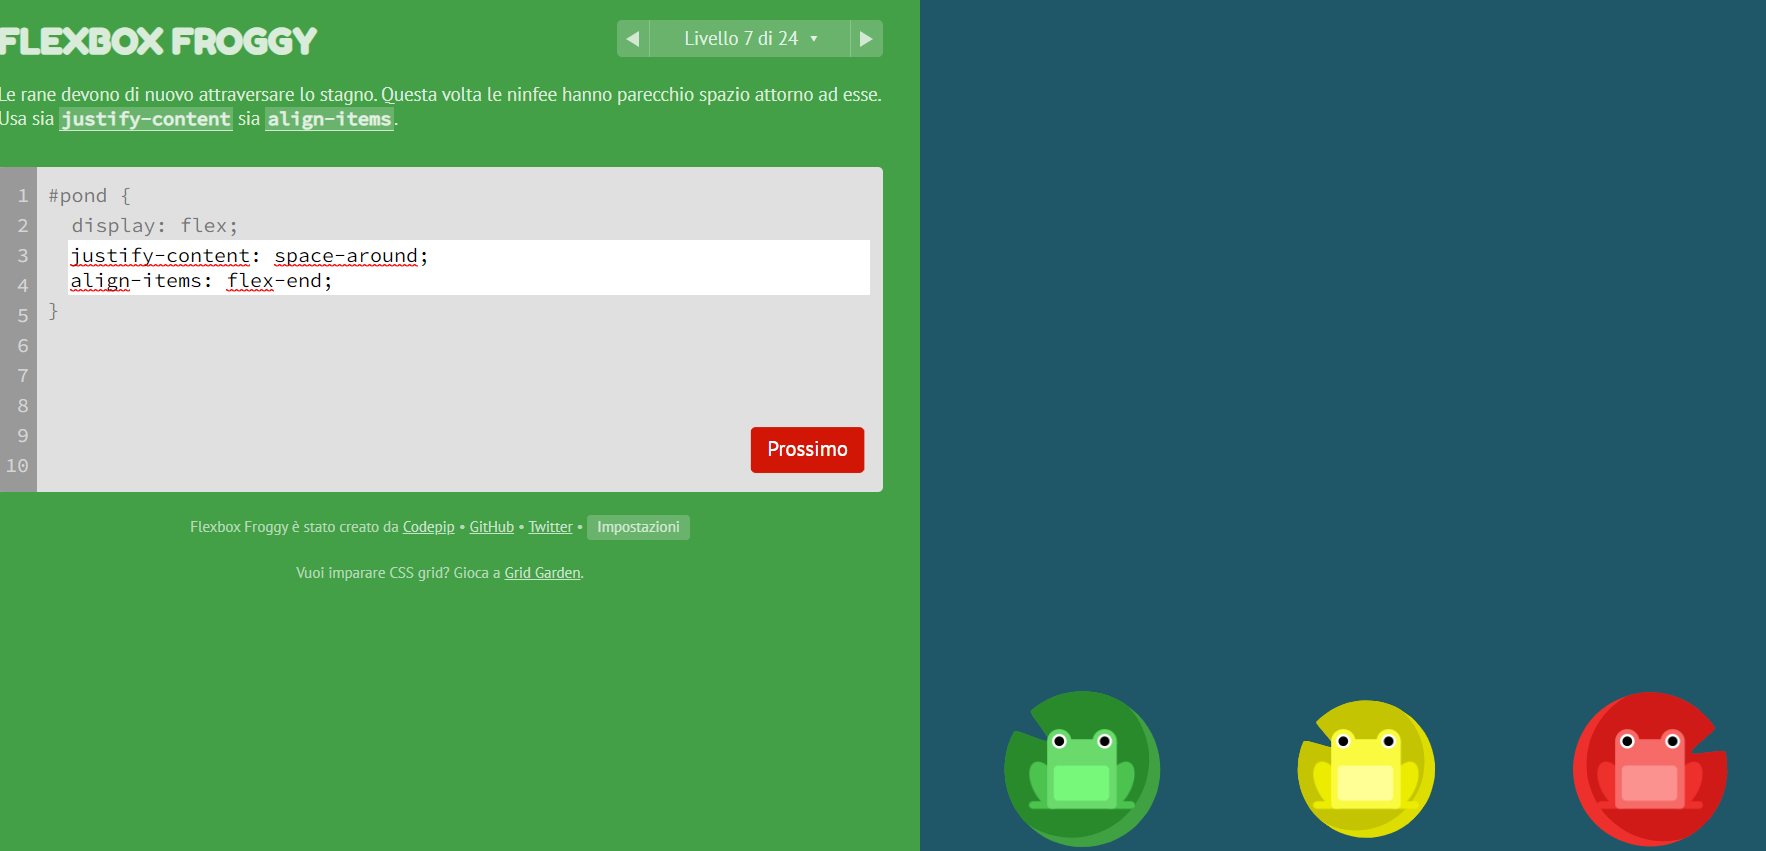 FLEXBOX FROGGY
◀ Livello 7 di 24 ▼ ▶
Le rane devono di nuovo attraversare lo stagno. Questa volta le ninfee hanno parecchio spazio attorno ad esse.
Usa sia justify-content sia align-items.
1 #pond {
2 display: flex;
3 justify-content: space-around;
4 align-items: flex-end;
5 }
6
7
8
9
10
Prossimo
Flexbox Froggy è stato creato da Codepip • GitHub • Twitter • Impostazioni
Vuoi imparare CSS grid? Gioca a Grid Garden.